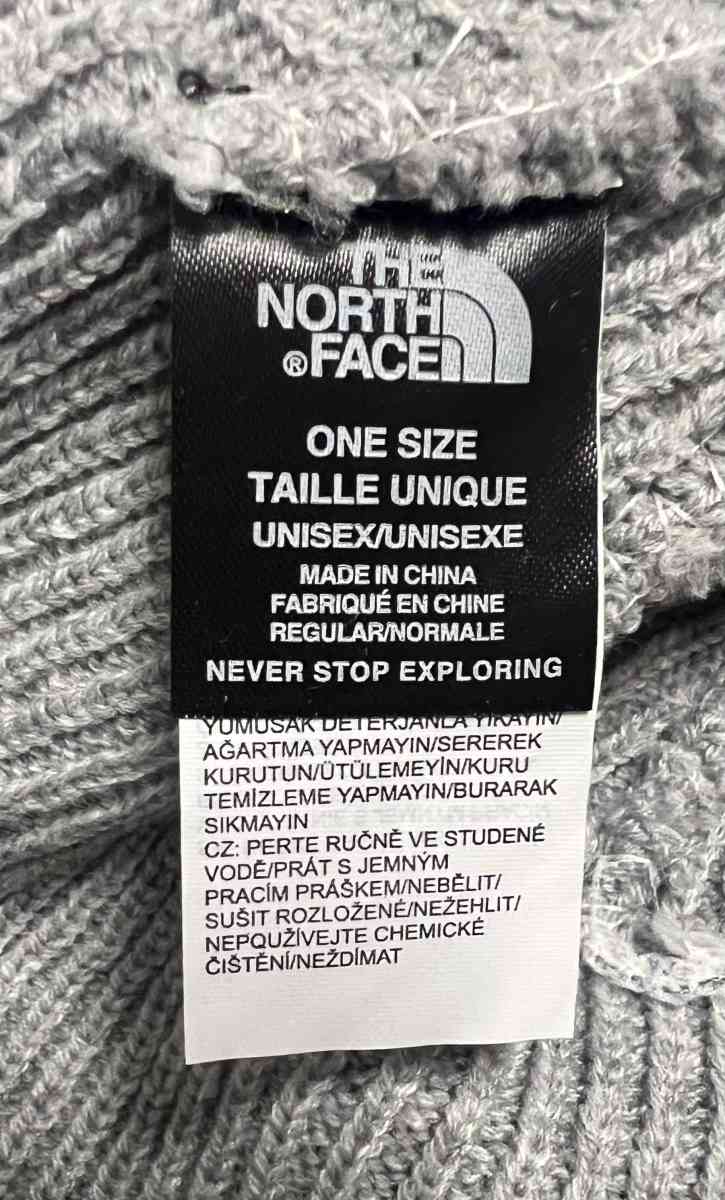 THE
NORTH
®FACE
ONE SIZE
TAILLE UNIQUE
UNISEX/UNISEXE
MADE IN CHINA
FABRIQUÉ EN CHINE
REGULAR/NORMALE
NEVER STOP EXPLORING
YUMUŞAK DETERJANLA YIKAYIN/
AĞARTMA YAPMAYIN/SEREREK
KURUTUN/ÜTÜLEMEYİN/KURU
TEMİZLEME YAPMAYIN/BURARAK
SIKMAYIN
CZ: PERTE RUČNĚ VE STUDENÉ
VODĚ/PRÁT S JEMNÝM
PRACÍM PRÁŠKEM/NEBĚLIT/
SUŠIT ROZLOŽENÉ/NEŽEHLIT/
NEPOUŽÍVEJTE CHEMICKÉ
ČIŠTĚNÍ/NEŽDÍMAT